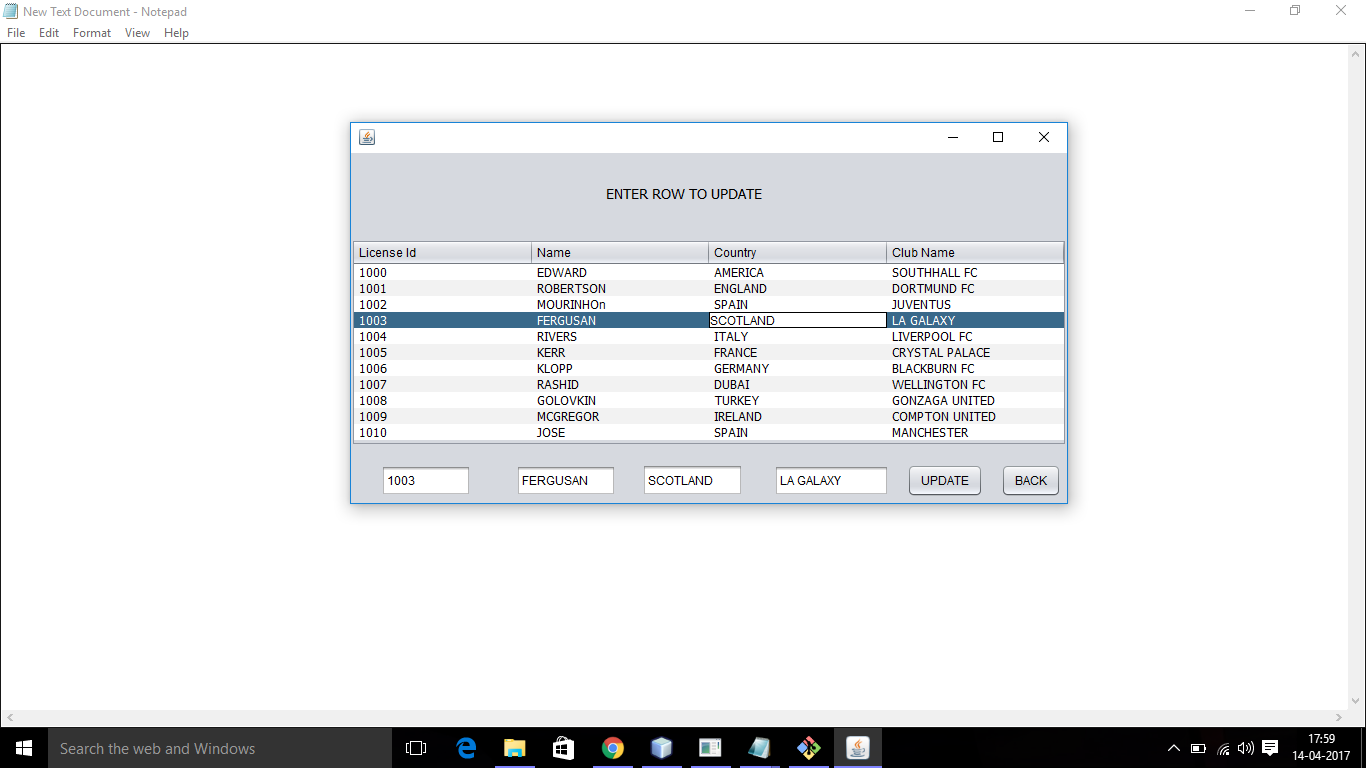 New Text Document - Notepad
File Edit Format View Help
ENTER ROW TO UPDATE
License Id Name Country Club Name
1000 EDWARD AMERICA SOUTHHALL FC
1001 ROBERTSON ENGLAND DORTMUND FC
1002 MOURINHOn SPAIN JUVENTUS
1003 FERGUSAN SCOTLAND LA GALAXY
1004 RIVERS ITALY LIVERPOOL FC
1005 KERR FRANCE CRYSTAL PALACE
1006 KLOPP GERMANY BLACKBURN FC
1007 RASHID DUBAI WELLINGTON FC
1008 GOLOVKIN TURKEY GONZAGA UNITED
1009 MCGREGOR IRELAND COMPTON UNITED
1010 JOSE SPAIN MANCHESTER
1003 FERGUSAN SCOTLAND LA GALAXY UPDATE BACK
Search the web and Windows
17:59
14-04-2017